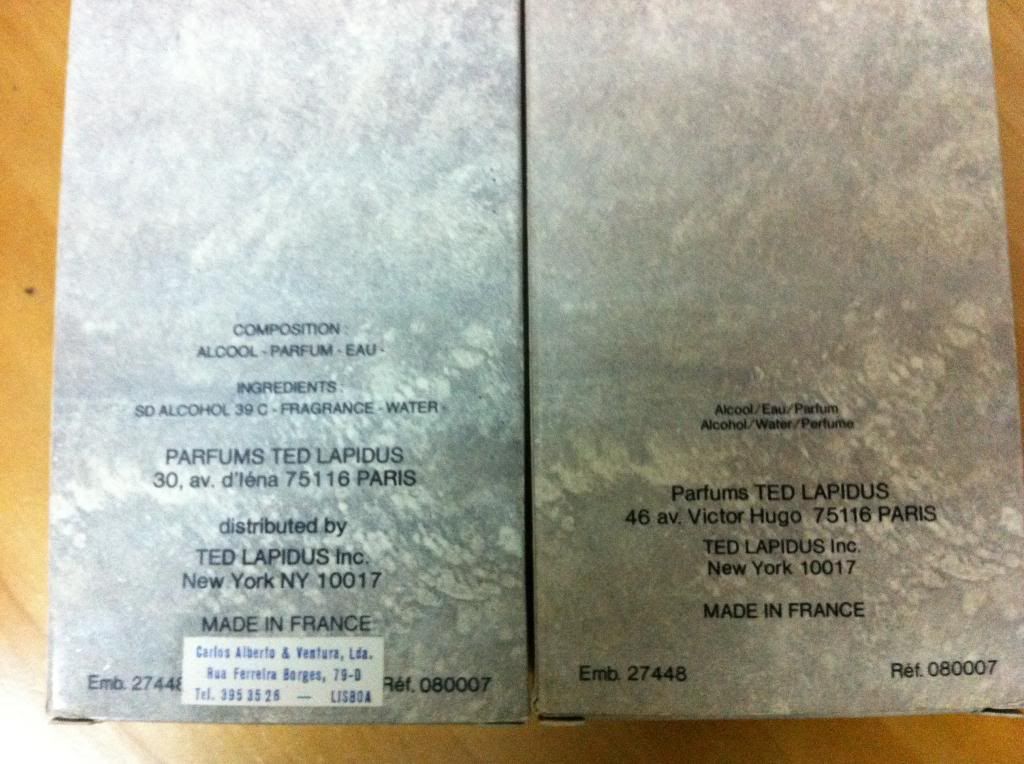 COMPOSITION :
ALCOOL - PARFUM - EAU -
INGREDIENTS :
SD ALCOHOL 39 C - FRAGRANCE - WATER -
PARFUMS TED LAPIDUS
30, av. d'Iéna 75116 PARIS
distributed by
TED LAPIDUS Inc.
New York NY 10017
MADE IN FRANCE
Carlos Alberto & Ventura, Lda.
Rua Ferreira Borges, 79-D
Tel. 395 35 26 — LISBOA
Emb. 27448 Réf. 080007
Alcool/Eau/Parfum
Alcohol/Water/Perfume
Parfums TED LAPIDUS
46 av. Victor Hugo 75116 PARIS
TED LAPIDUS Inc.
New York 10017
MADE IN FRANCE
Emb. 27448 Réf. 080007